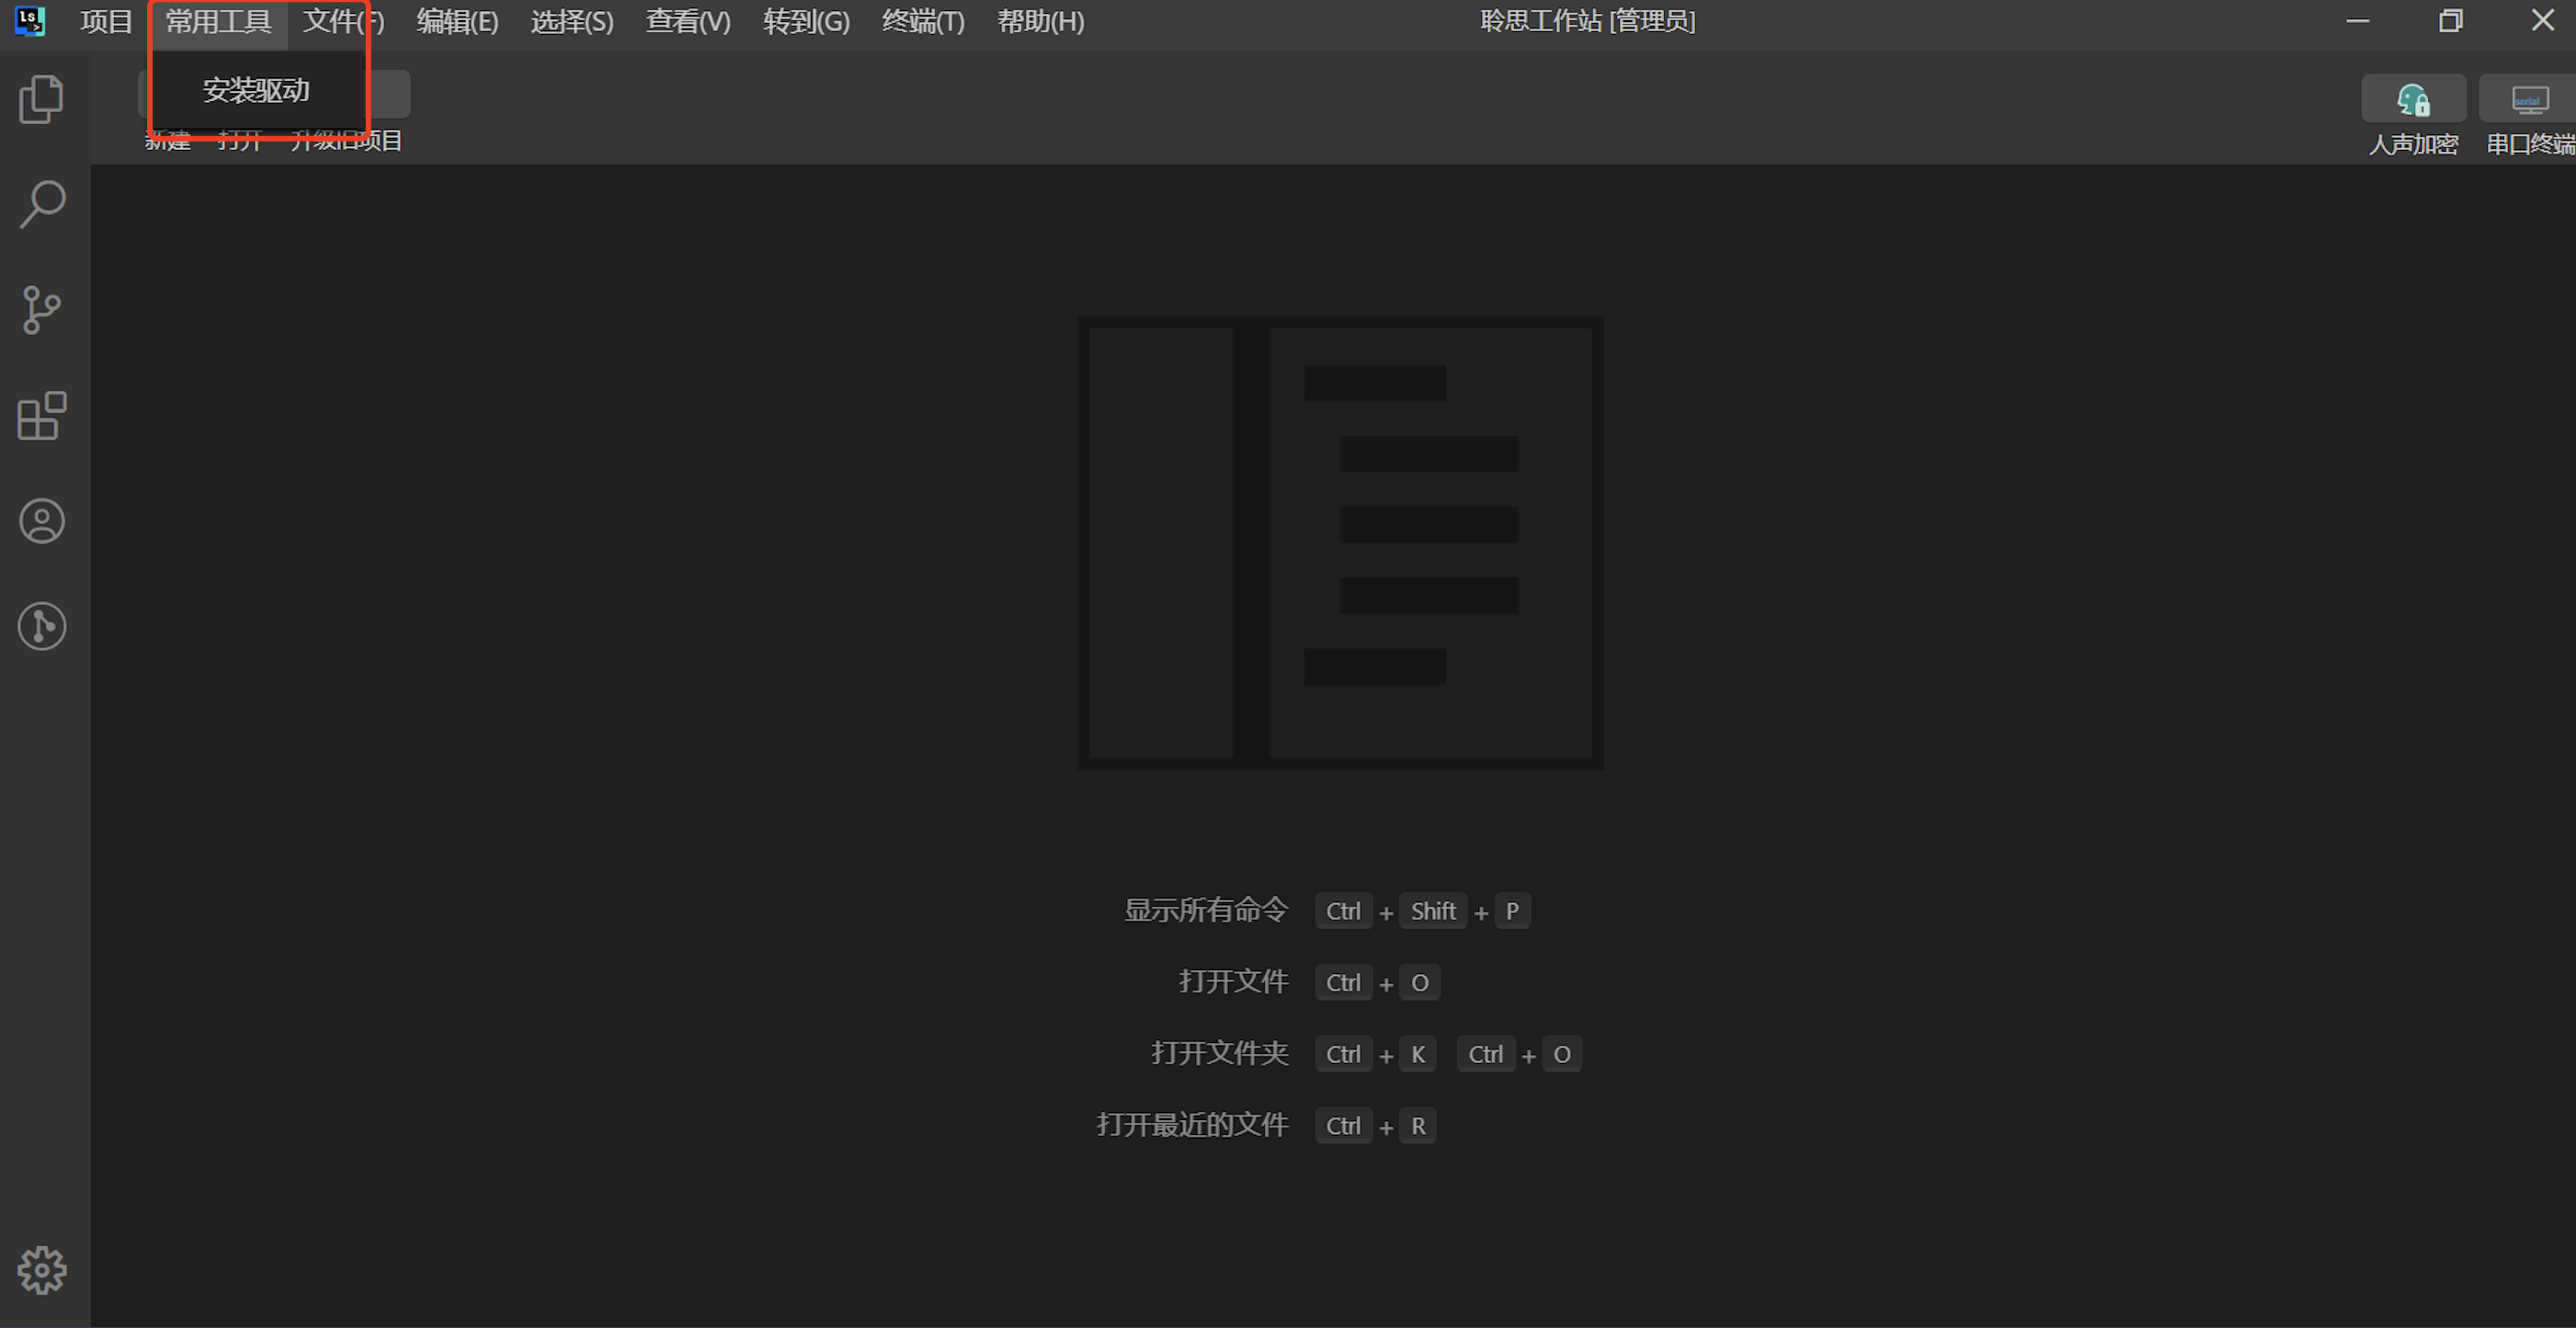 ls
项目 常用工具 文件(F) 编辑(E) 选择(S) 查看(V) 转到(G) 终端(T) 帮助(H) 聆思工作站 [管理员]
安装驱动
serial
新建 打开 升级旧项目 人声加密 串口终端
显示所有命令 Ctrl + Shift + P
打开文件 Ctrl + O
打开文件夹 Ctrl + K Ctrl + O
打开最近的文件 Ctrl + R